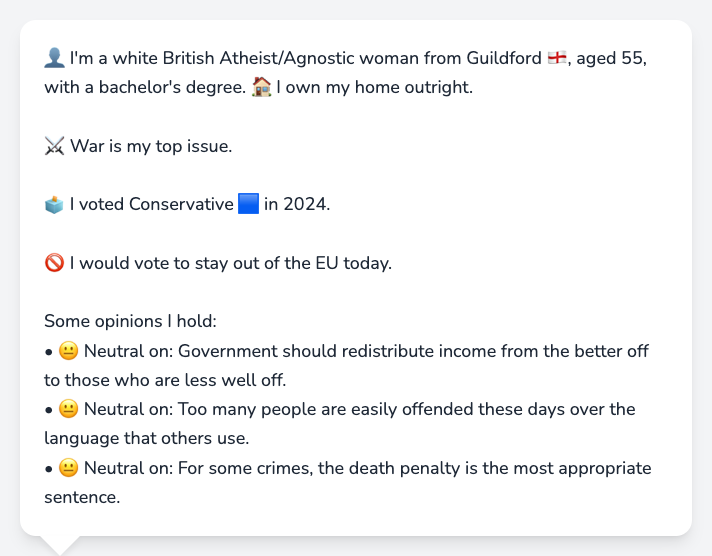 👤 I'm a white British Atheist/Agnostic woman from Guildford 🏴󠁧󠁢󠁥󠁮󠁧󠁿, aged 55,
with a bachelor's degree. 🏠 I own my home outright.
⚔️ War is my top issue.
🗳️ I voted Conservative 🟦 in 2024.
🚫 I would vote to stay out of the EU today.
Some opinions I hold:
• 😐 Neutral on: Government should redistribute income from the better off
to those who are less well off.
• 😐 Neutral on: Too many people are easily offended these days over the
language that others use.
• 😐 Neutral on: For some crimes, the death penalty is the most appropriate
sentence.